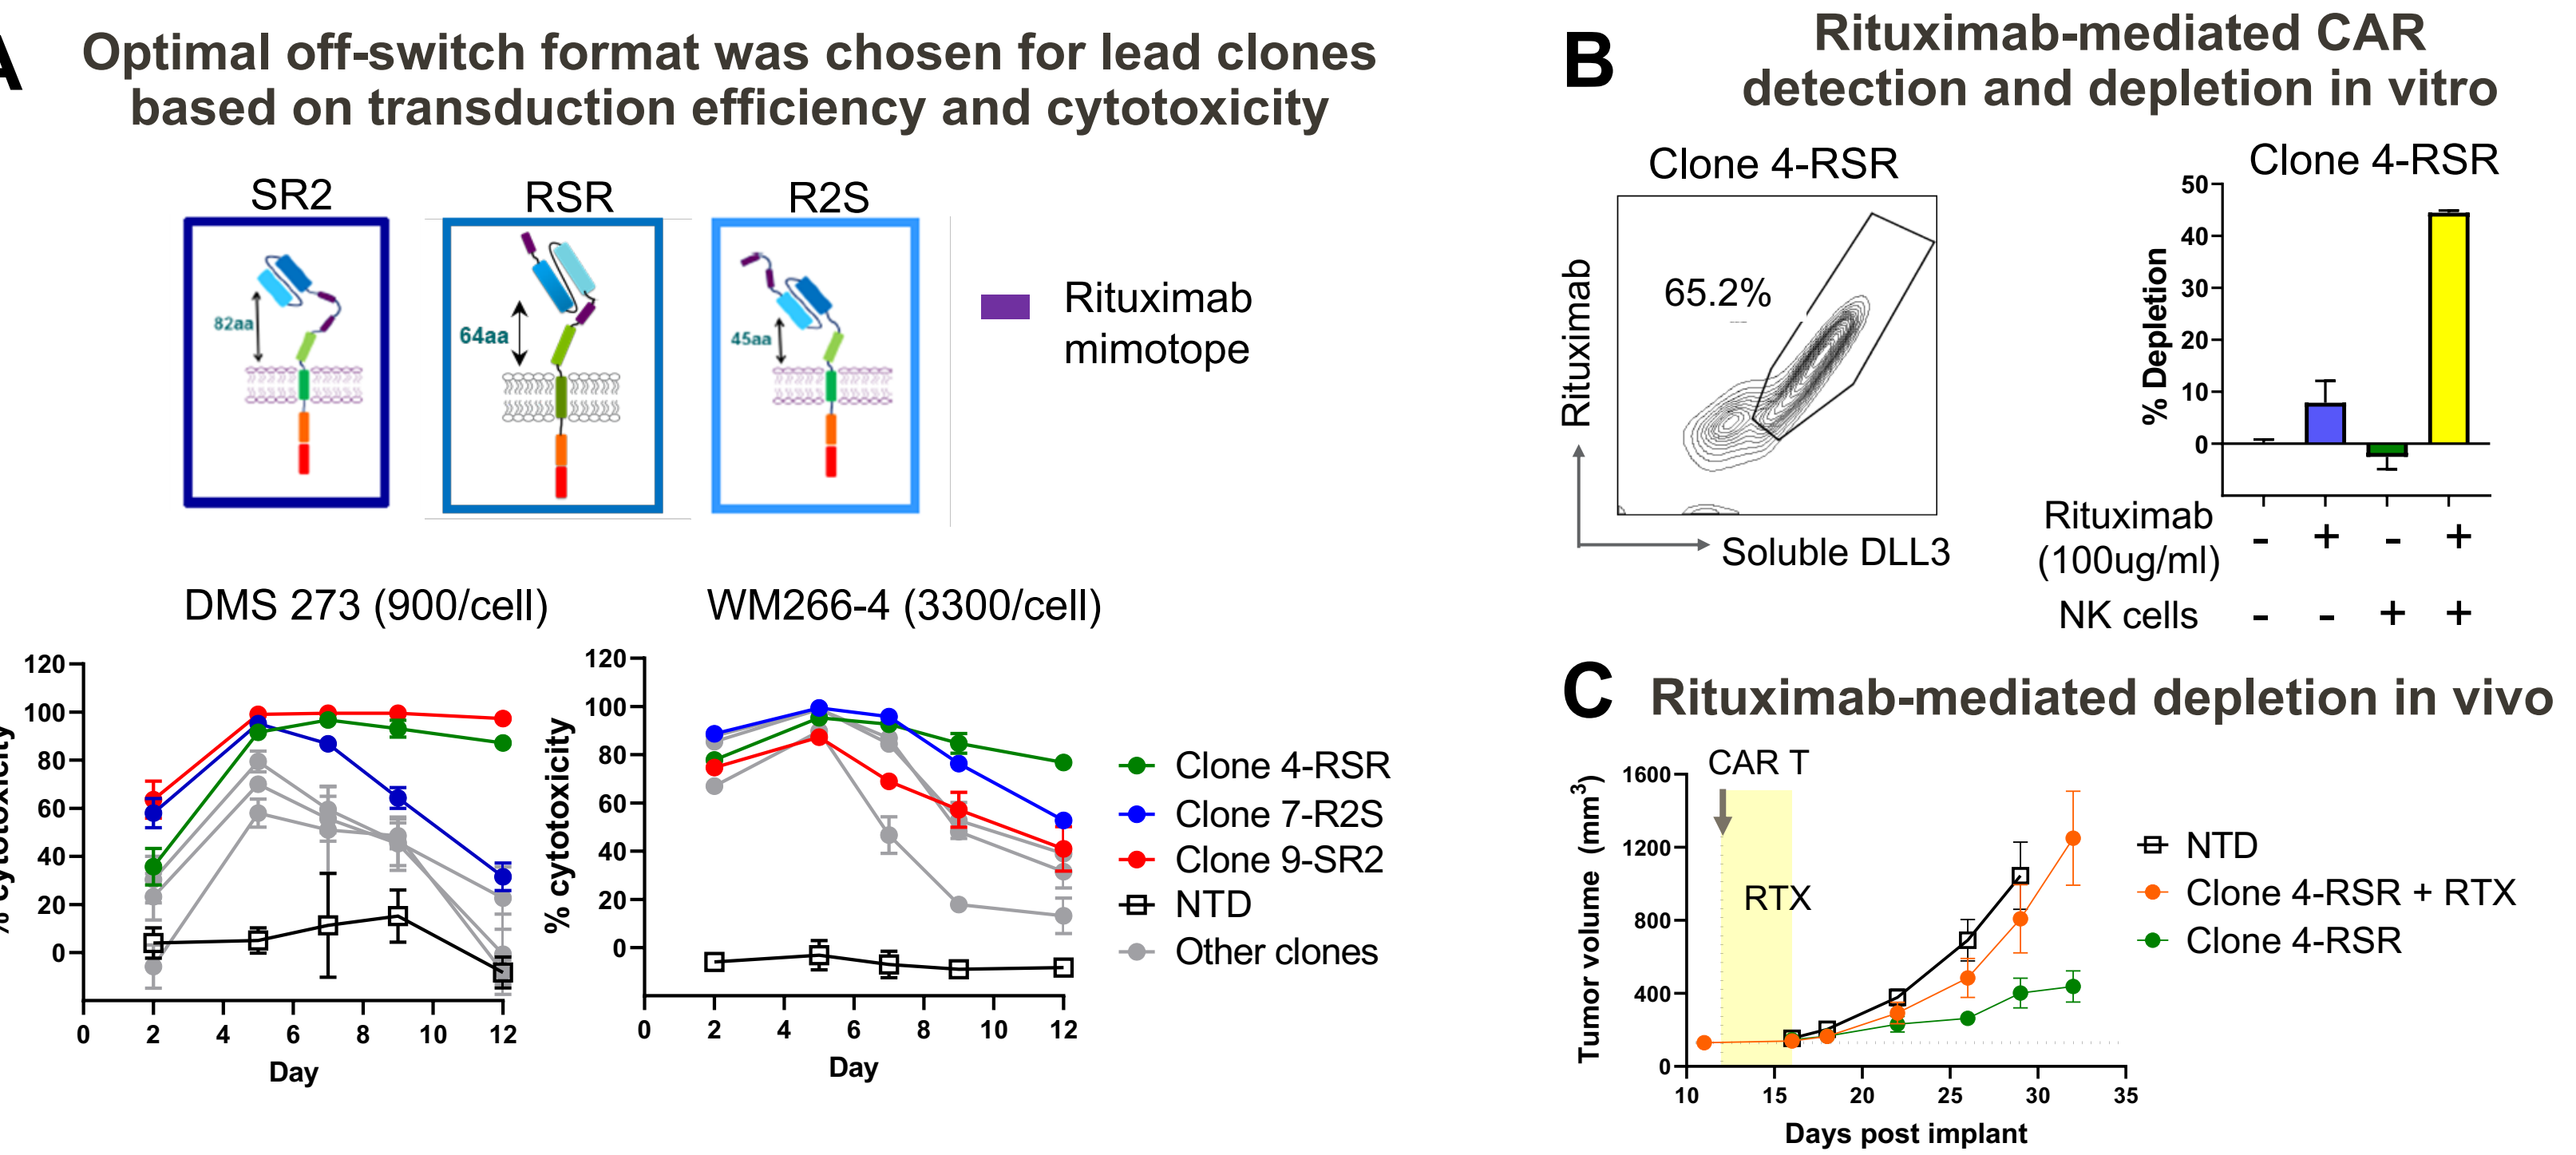 A
Optimal off-switch format was chosen for lead clones
based on transduction efficiency and cytotoxicity
SR2
RSR
R2S
82aa
64aa
45aa
Rituximab
mimotope
DMS 273 (900/cell)
120
100
80
60
40
20
0
0 2 4 6 8 10 12
Day
% cytotoxicity
WM266-4 (3300/cell)
% cytotoxicity
120
100
80
60
40
20
0
0 2 4 6 8 10 12
Day
Clone 4-RSR
Clone 7-R2S
Clone 9-SR2
NTD
Other clones
B
Rituximab-mediated CAR
detection and depletion in vitro
Clone 4-RSR
65.2%
Rituximab
Soluble DLL3
Clone 4-RSR
% Depletion
50
40
30
20
10
0
Rituximab
(100ug/ml)
- + - +
NK cells - - + +
C
Rituximab-mediated depletion in vivo
CAR T
RTX
Tumor volume (mm3)
1600
1200
800
400
0
10 15 20 25 30 35
Days post implant
NTD
Clone 4-RSR + RTX
Clone 4-RSR